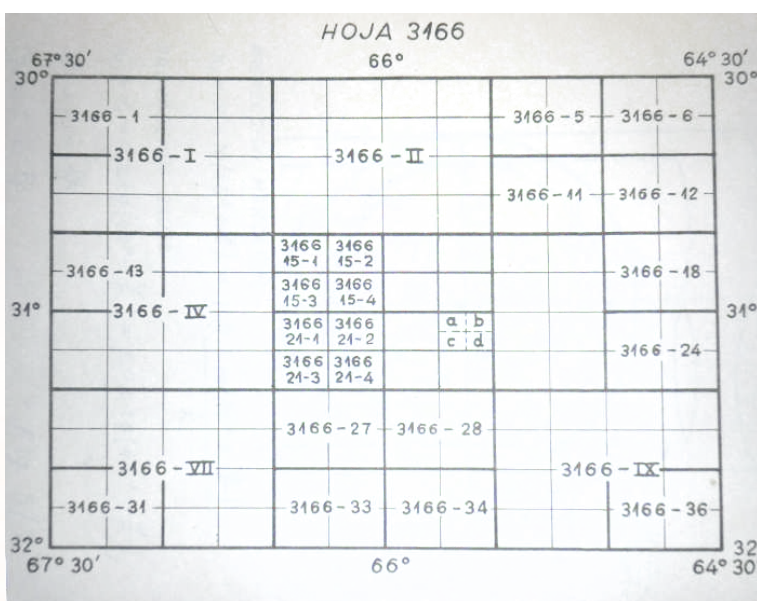 HOJA 3166
67° 30′ 66° 64° 30′
30° 30°
3166-1 3166-5 3166-6
3166-I 3166-II
3166-11 3166-12
3166 3166
15-1 15-2
3166-13 3166-18
3166 3166
15-3 15-4
31° 3166-IV 31°
3166 3166 a b
21-1 21-2 c d
3166-24
3166 3166
21-3 21-4
3166-27 3166-28
3166-VII 3166-IX
3166-31 3166-33 3166-34 3166-36
32° 32
67° 30′ 66° 64° 30